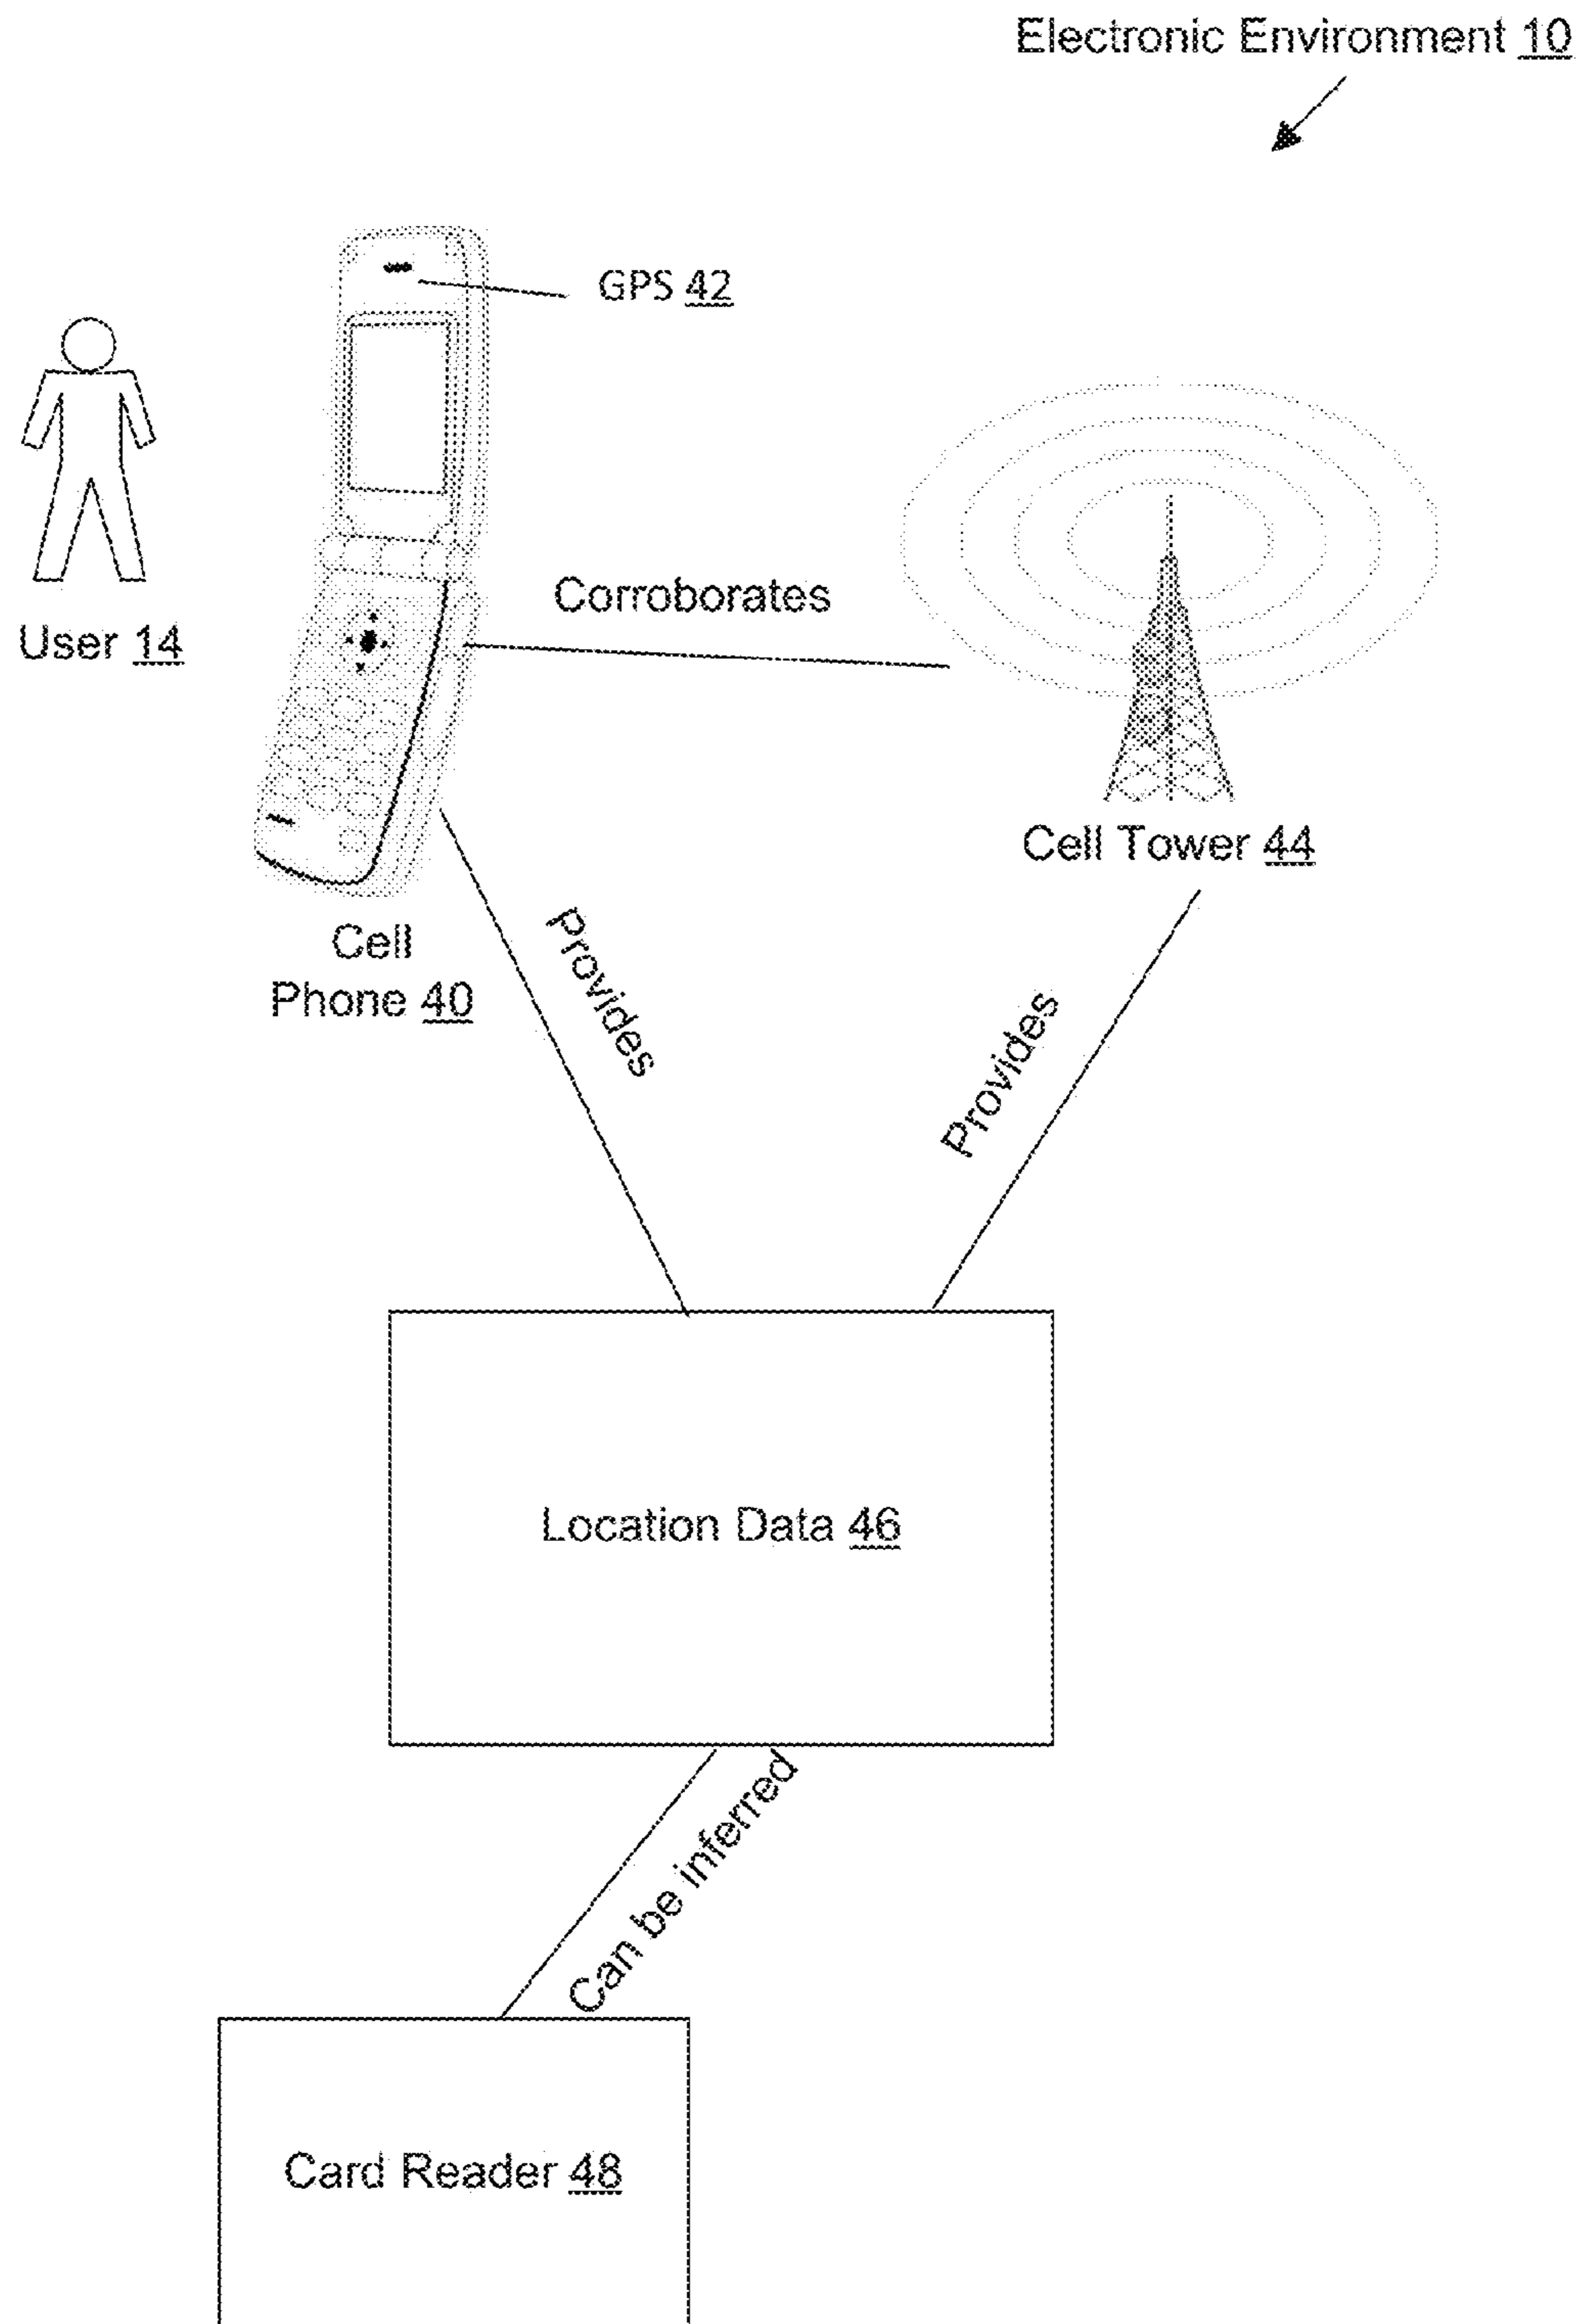 Electronic Environment 10
GPS 42
User 14
Corroborates
Cell Tower 44
Cell
Phone 40
Provides
Provides
Location Data 46
Can be inferred
Card Reader 48